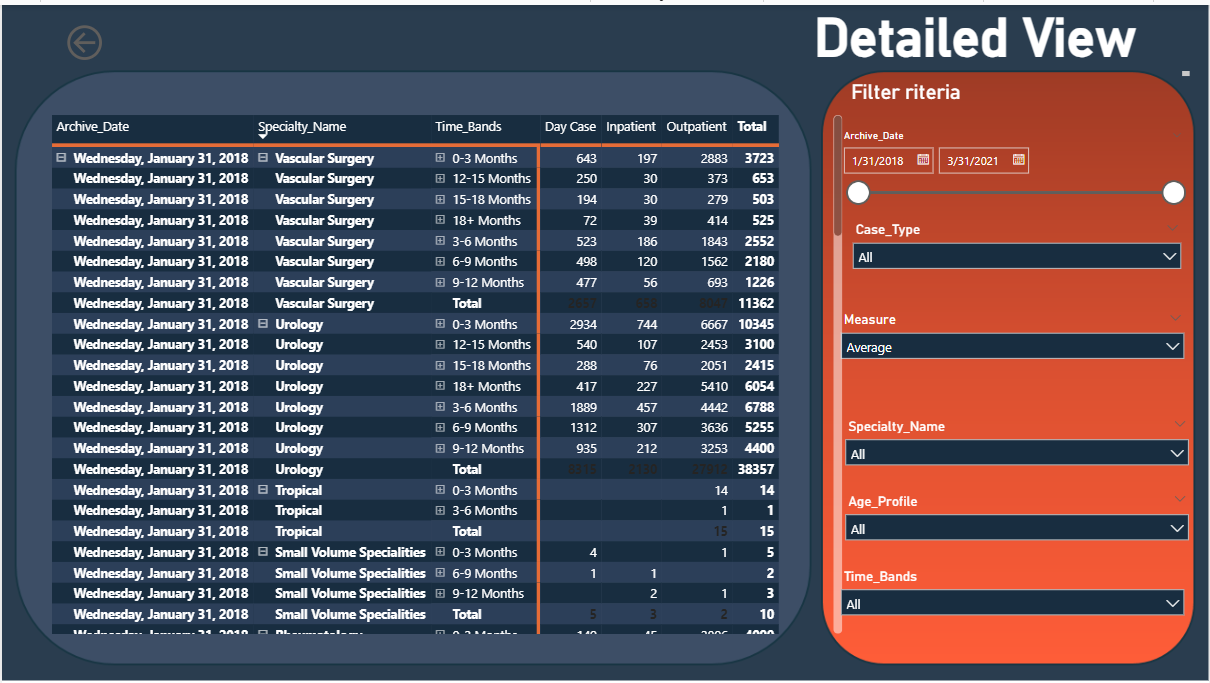 Detailed View
Filter riteria
Archive_Date Specialty_Name Time_Bands Day Case Inpatient Outpatient Total
Wednesday, January 31, 2018 Vascular Surgery 0-3 Months 643 197 2883 3723
Wednesday, January 31, 2018 Vascular Surgery 12-15 Months 250 30 373 653
Wednesday, January 31, 2018 Vascular Surgery 15-18 Months 194 30 279 503
Wednesday, January 31, 2018 Vascular Surgery 18+ Months 72 39 414 525
Wednesday, January 31, 2018 Vascular Surgery 3-6 Months 523 186 1843 2552
Wednesday, January 31, 2018 Vascular Surgery 6-9 Months 498 120 1562 2180
Wednesday, January 31, 2018 Vascular Surgery 9-12 Months 477 56 693 1226
Wednesday, January 31, 2018 Vascular Surgery Total 2657 658 8047 11362
Wednesday, January 31, 2018 Urology 0-3 Months 2934 744 6667 10345
Wednesday, January 31, 2018 Urology 12-15 Months 540 107 2453 3100
Wednesday, January 31, 2018 Urology 15-18 Months 288 76 2051 2415
Wednesday, January 31, 2018 Urology 18+ Months 417 227 5410 6054
Wednesday, January 31, 2018 Urology 3-6 Months 1889 457 4442 6788
Wednesday, January 31, 2018 Urology 6-9 Months 1312 307 3636 5255
Wednesday, January 31, 2018 Urology 9-12 Months 935 212 3253 4400
Wednesday, January 31, 2018 Urology Total 8315 2130 27912 38357
Wednesday, January 31, 2018 Tropical 0-3 Months 14 14
Wednesday, January 31, 2018 Tropical 3-6 Months 1 1
Wednesday, January 31, 2018 Tropical Total 15 15
Wednesday, January 31, 2018 Small Volume Specialities 0-3 Months 4 1 5
Wednesday, January 31, 2018 Small Volume Specialities 6-9 Months 1 1 2
Wednesday, January 31, 2018 Small Volume Specialities 9-12 Months 2 1 3
Wednesday, January 31, 2018 Small Volume Specialities Total 5 3 2 10
Wednesday, January 31, 2018 Rheumatology 0-3 Months
Archive_Date
1/31/2018 3/31/2021
Case_Type
All
Measure
Average
Specialty_Name
All
Age_Profile
All
Time_Bands
All